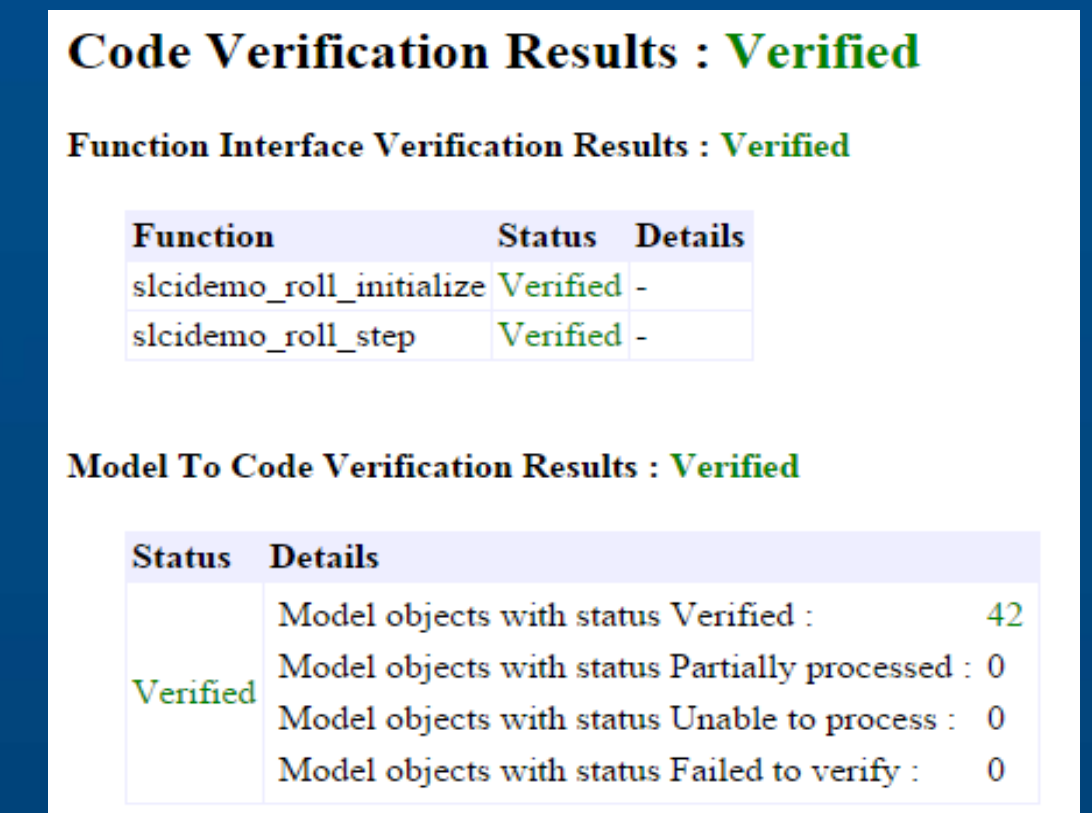 Code Verification Results : Verified
Function Interface Verification Results : Verified
Function Status Details
slcidemo_roll_initialize Verified -
slcidemo_roll_step Verified -
Model To Code Verification Results : Verified
Status Details
Model objects with status Verified : 42
Model objects with status Partially processed : 0
Verified
Model objects with status Unable to process : 0
Model objects with status Failed to verify : 0